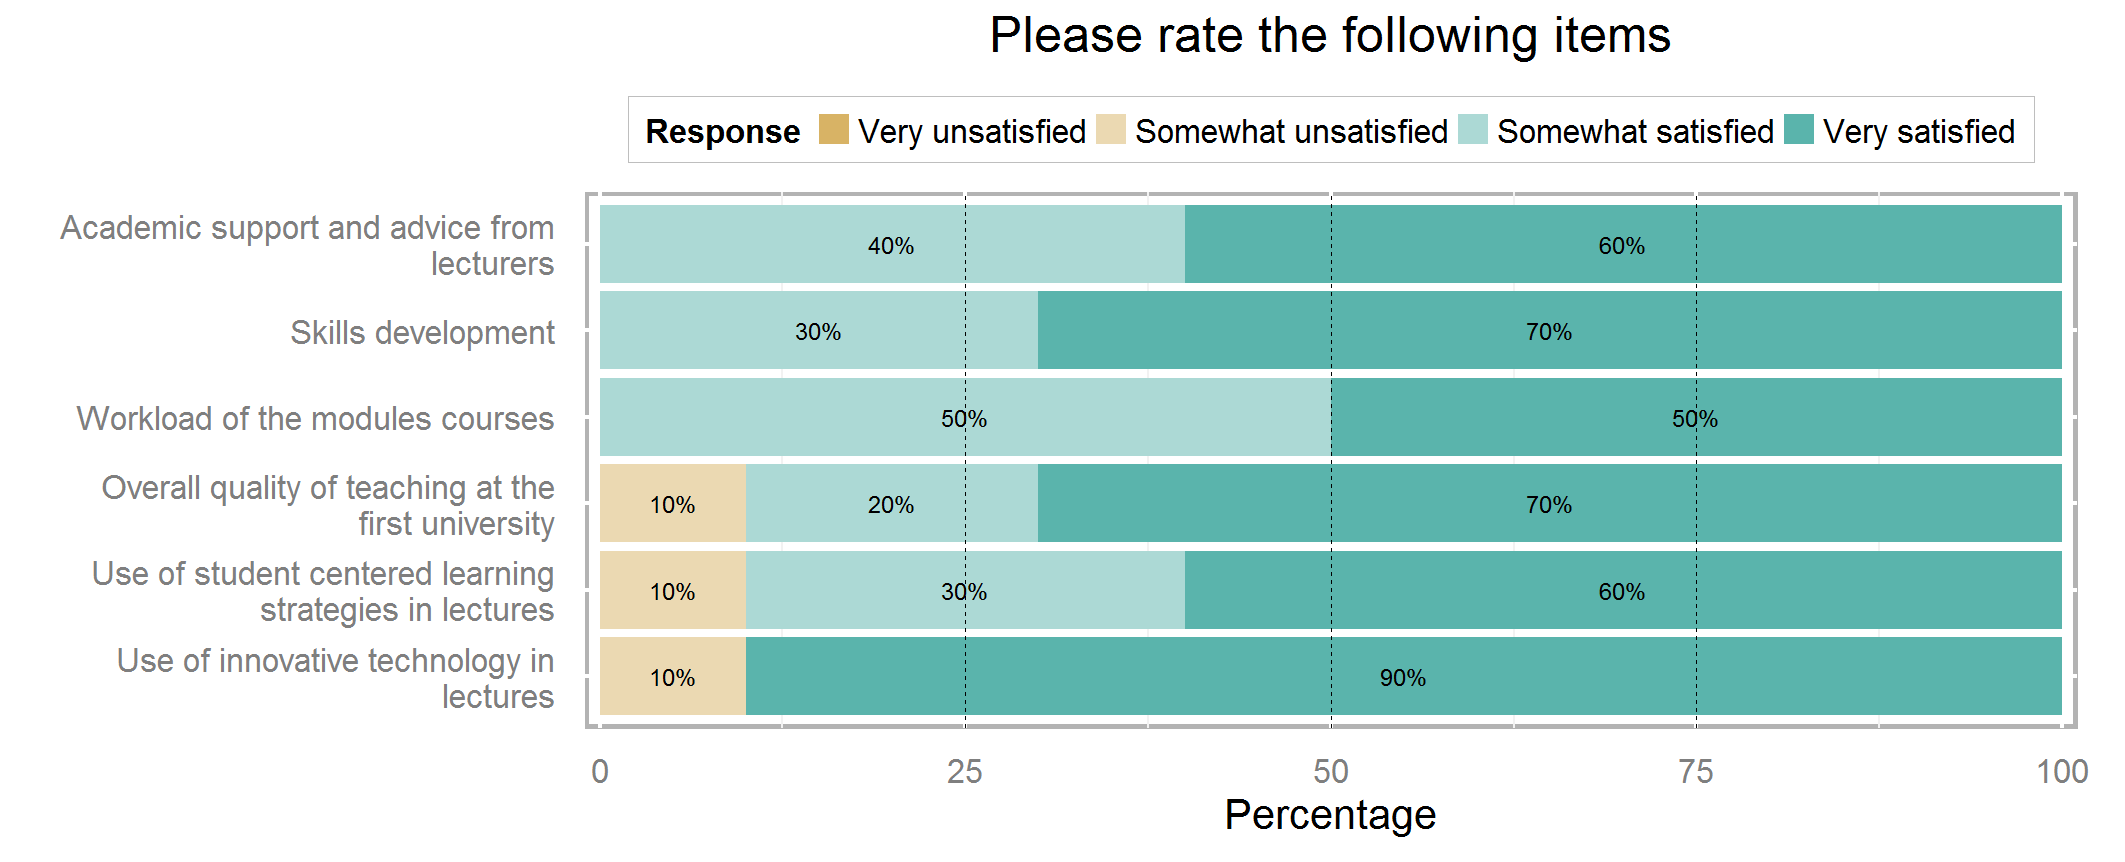 Please rate the following items
Response Very unsatisfied Somewhat unsatisfied Somewhat satisfied Very satisfied
Academic support and advice from
lecturers
40% 60%
Skills development
30% 70%
Workload of the modules courses
50% 50%
Overall quality of teaching at the
first university
10% 20% 70%
Use of student centered learning
strategies in lectures
10% 30% 60%
Use of innovative technology in
lectures
10% 90%
0 25 50 75 100
Percentage